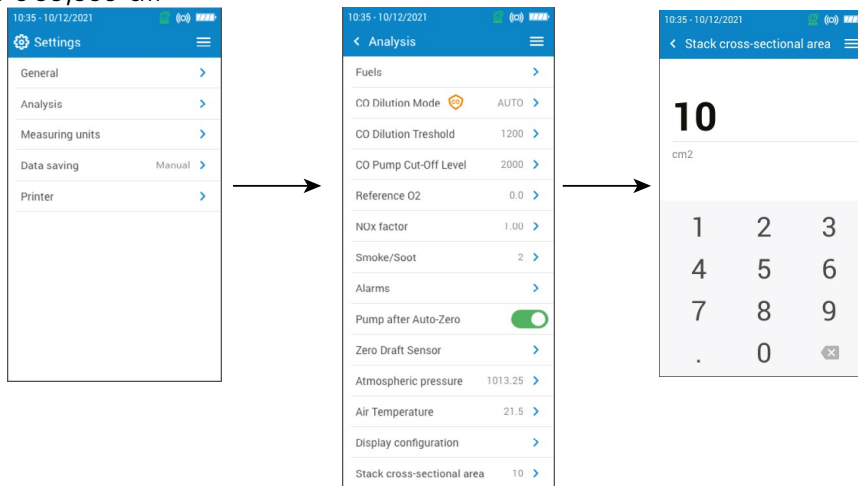 10:35 - 10/12/2021
Settings
General
Analysis
Measuring units
Data saving Manual
Printer
10:35 - 10/12/2021
Analysis
Fuels
CO Dilution Mode CO AUTO
CO Dilution Treshold 1200
CO Pump Cut-Off Level 2000
Reference O2 0.0
NOx factor 1.00
Smoke/Soot 2
Alarms
Pump after Auto-Zero
Zero Draft Sensor
Atmospheric pressure 1013.25
Air Temperature 21.5
Display configuration
Stack cross-sectional area 10
10:35 - 10/12/2021
Stack cross-sectional area
10
cm2
1 2 3
4 5 6
7 8 9
. 0